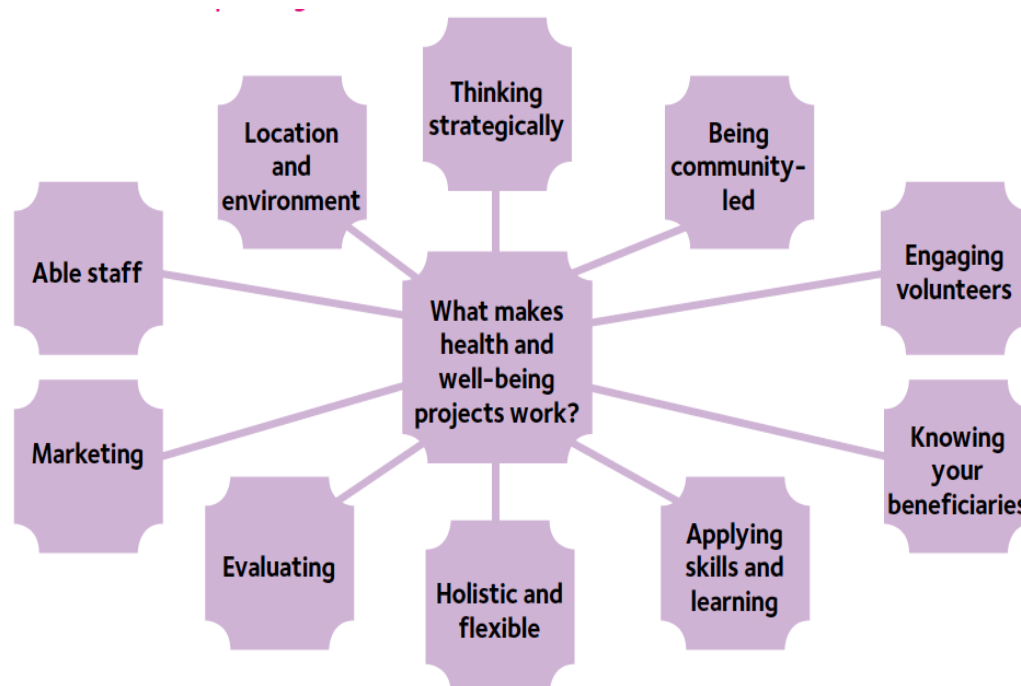 Thinking
strategically
Location
and
environment
Being
community-
led
Able staff
Engaging
volunteers
What makes
health and
well-being
projects work?
Marketing
Knowing
your
beneficiaries
Evaluating
Applying
skills and
learning
Holistic and
flexible